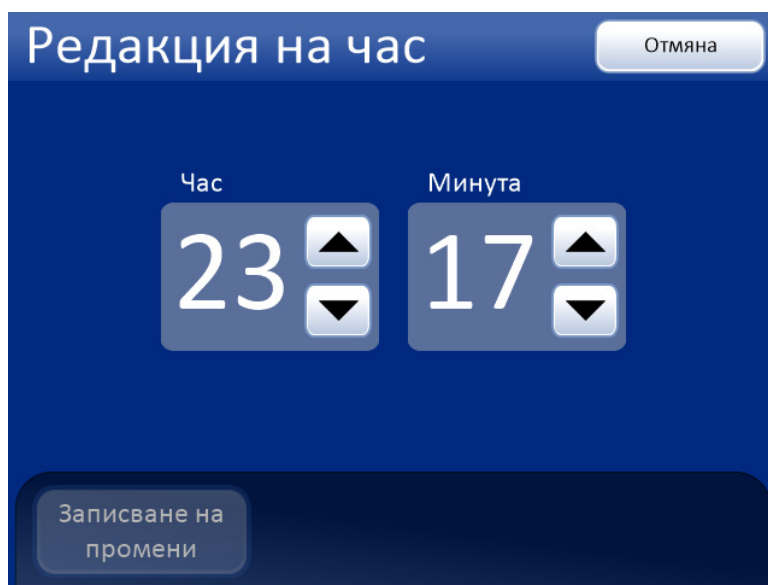 Редакция на час
Отмяна
Час
Минута
23
17
Записване на
промени